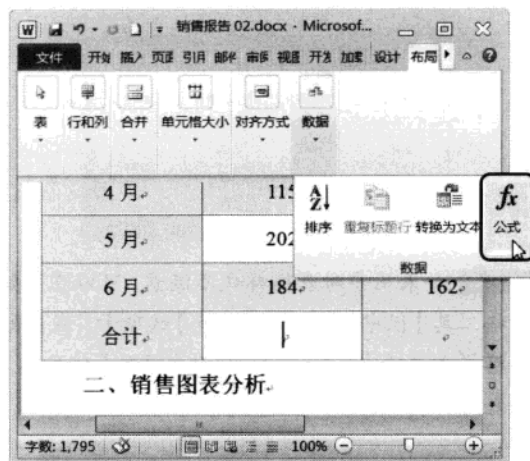 W 销售报告 02.docx - Microsof...
文件 开始 插入 页面 引用 邮件 审阅 视图 开发 加载 设计 布局
表 行和列 合并 单元格大小 对齐方式 数据
A Z 排序 重复标题行 转换为文本 fx 公式
数据
4 月 115
5 月 202
6 月 184 162
合计
二、销售图表分析
字数: 1,795 100%